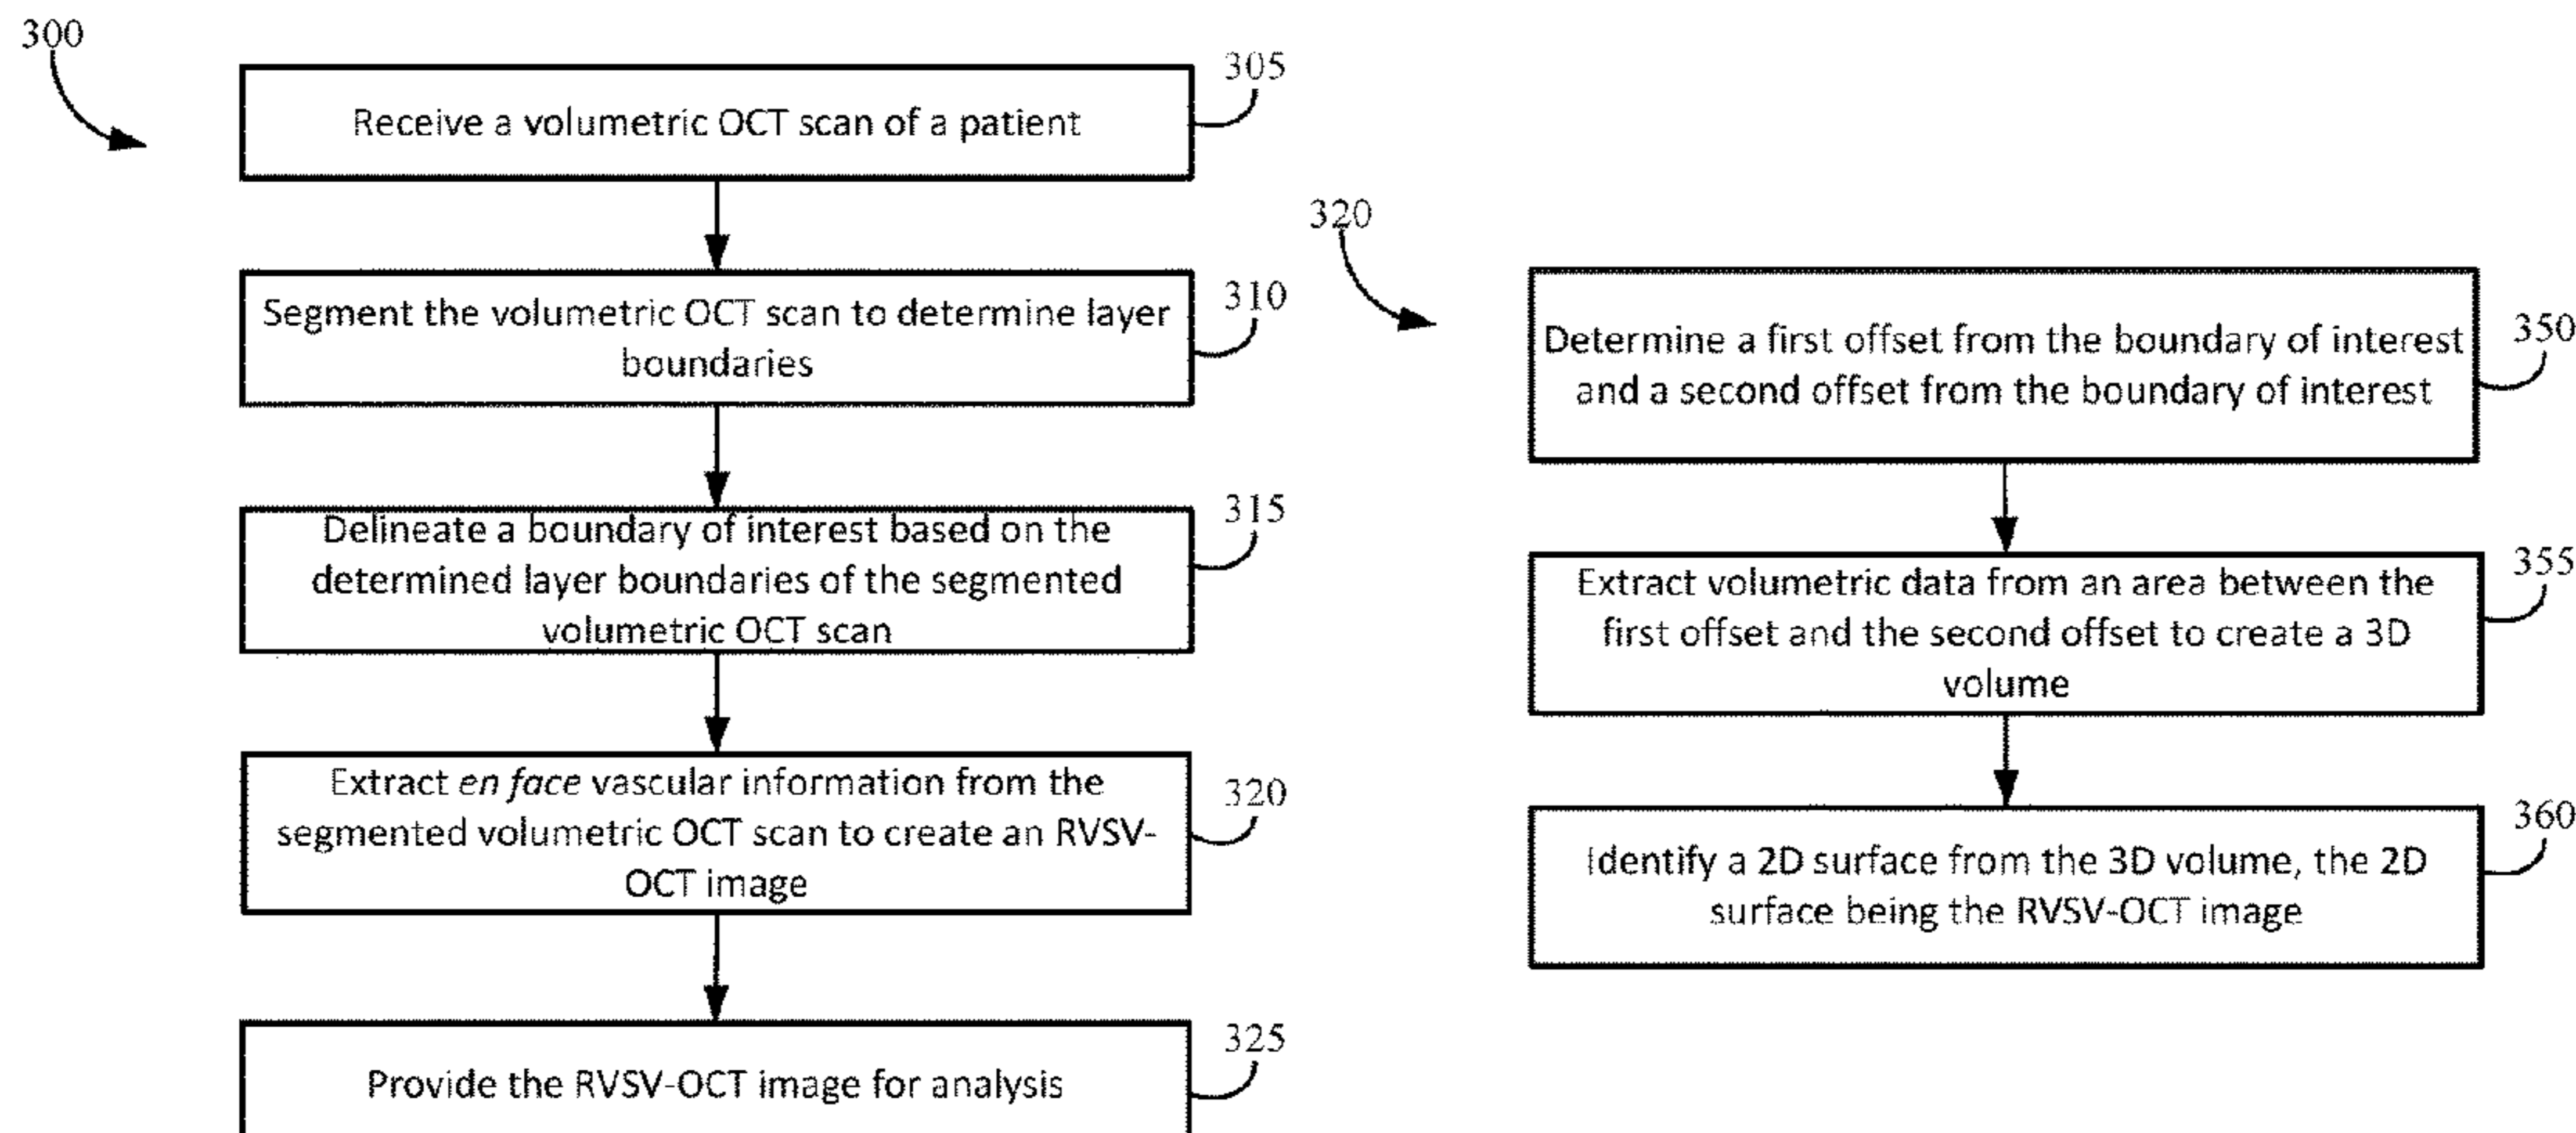 300
305
Receive a volumetric OCT scan of a patient
310
Segment the volumetric OCT scan to determine layer
boundaries
315
Delineate a boundary of interest based on the
determined layer boundaries of the segmented
volumetric OCT scan
320
Extract en face vascular information from the
segmented volumetric OCT scan to create an RVSV-
OCT image
325
Provide the RVSV-OCT image for analysis
320
350
Determine a first offset from the boundary of interest
and a second offset from the boundary of interest
355
Extract volumetric data from an area between the
first offset and the second offset to create a 3D
volume
360
Identify a 2D surface from the 3D volume, the 2D
surface being the RVSV-OCT image